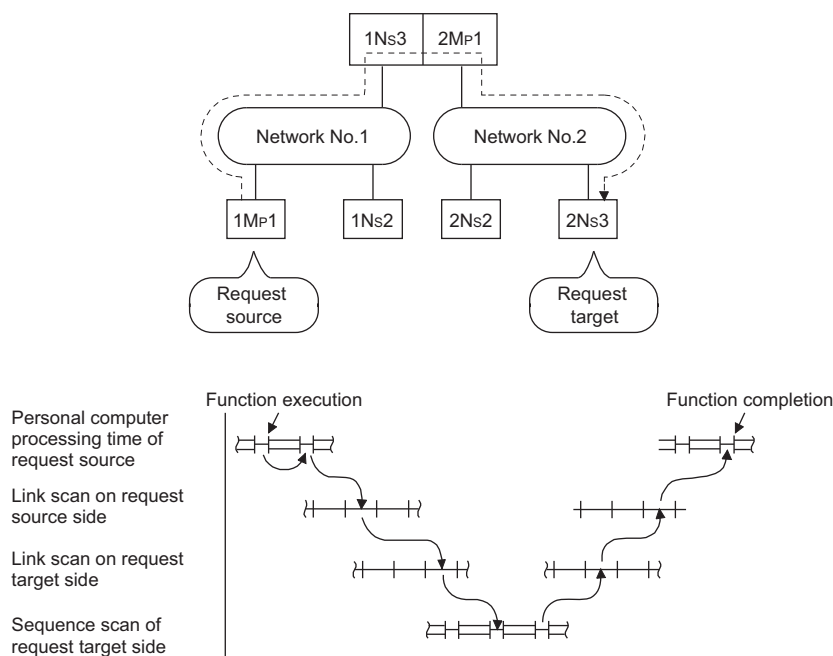 1Ns3 2MP1
Network No.1 Network No.2
1MP1 1Ns2 2Ns2 2Ns3
Request
source
Request
target
Function execution
Function completion
Personal computer
processing time of
request source
Link scan on request
source side
Link scan on request
target side
Sequence scan of
request target side